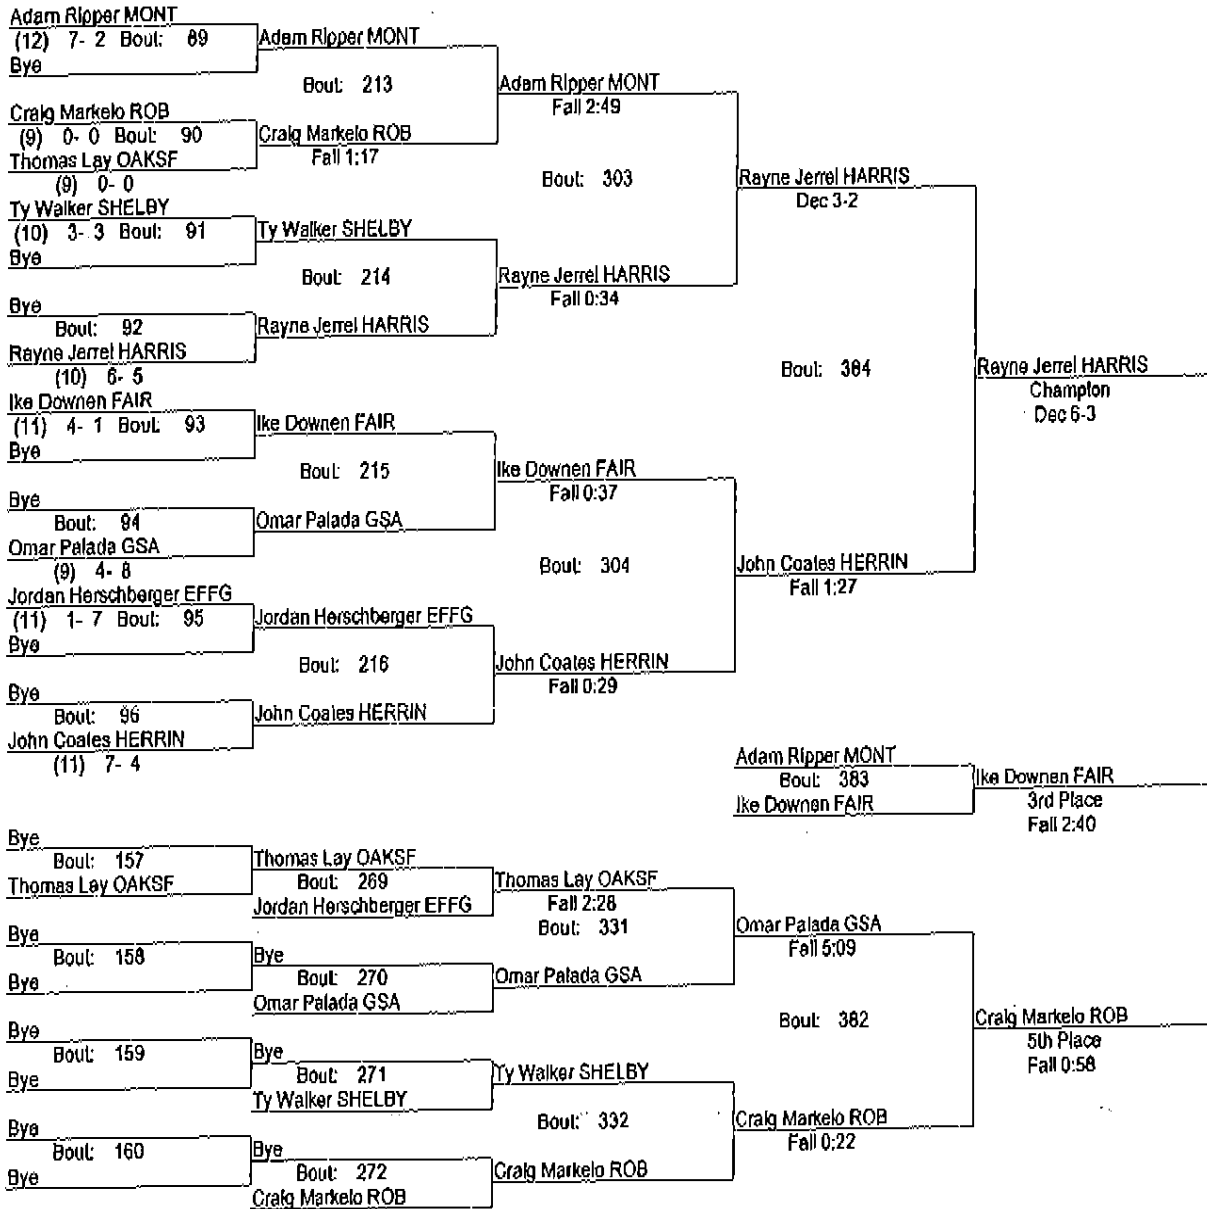 Adam Ripper MONT
(12) 7- 2 Bout: 89
Bye
Adam Ripper MONT
Bout: 213
Craig Markelo ROB
(9) 0- 0 Bout: 90
Thomas Lay OAKSF
(9) 0- 0
Craig Markelo ROB
Fall 1:17
Adam Ripper MONT
Fall 2:49
Bout: 303
Ty Walker SHELBY
(10) 3- 3 Bout: 91
Bye
Ty Walker SHELBY
Bout: 214
Bye
Bout: 92
Rayne Jerrel HARRIS
(10) 6- 5
Rayne Jerrel HARRIS
Rayne Jerrel HARRIS
Fall 0:34
Rayne Jerrel HARRIS
Dec 3-2
Bout: 384
Rayne Jerrel HARRIS
Champion
Dec 6-3
Ike Downen FAIR
(11) 4- 1 Bout: 93
Bye
Ike Downen FAIR
Bout: 215
Bye
Bout: 94
Omar Palada GSA
(9) 4- 8
Omar Palada GSA
Ike Downen FAIR
Fall 0:37
Bout: 304
Jordan Herschberger EFFG
(11) 1- 7 Bout: 95
Bye
Jordan Herschberger EFFG
Bout: 216
Bye
Bout: 96
John Coates HERRIN
(11) 7- 4
John Coates HERRIN
John Coates HERRIN
Fall 0:29
John Coates HERRIN
Fall 1:27
Adam Ripper MONT
Bout: 383
Ike Downen FAIR
Ike Downen FAIR
3rd Place
Fall 2:40
Bye
Bout: 157
Thomas Lay OAKSF
Thomas Lay OAKSF
Bout: 269
Jordan Herschberger EFFG
Thomas Lay OAKSF
Fall 2:28
Bout: 331
Bye
Bout: 158
Bye
Bye
Bout: 270
Omar Palada GSA
Omar Palada GSA
Omar Palada GSA
Fall 5:09
Bout: 382
Bye
Bout: 159
Bye
Bye
Bout: 271
Ty Walker SHELBY
Ty Walker SHELBY
Bout: 332
Bye
Bout: 160
Bye
Bye
Bout: 272
Craig Markelo ROB
Craig Markelo ROB
Craig Markelo ROB
Fall 0:22
Craig Markelo ROB
5th Place
Fall 0:58